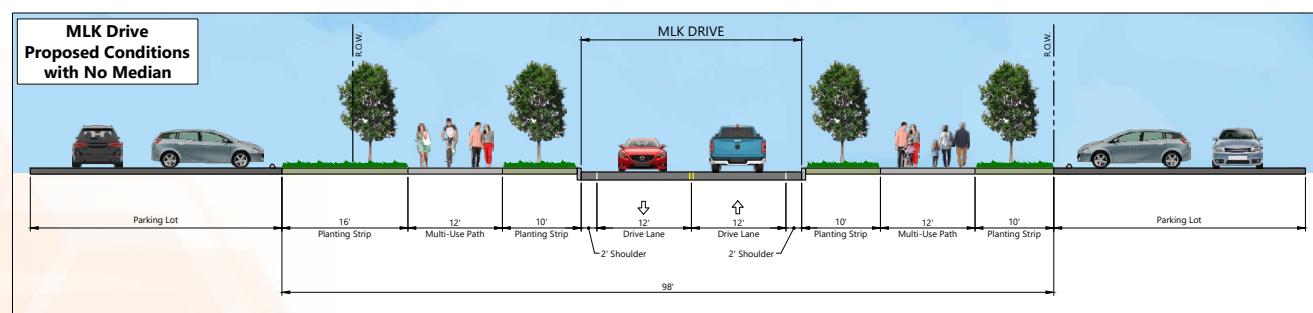 MLK Drive
Proposed Conditions
with No Median
R.O.W.
MLK DRIVE
R.O.W.
Parking Lot
16'
Planting Strip
12'
Multi-Use Path
10'
Planting Strip
12'
Drive Lane
12'
Drive Lane
10'
Planting Strip
12'
Multi-Use Path
10'
Planting Strip
Parking Lot
2' Shoulder
2' Shoulder
98'